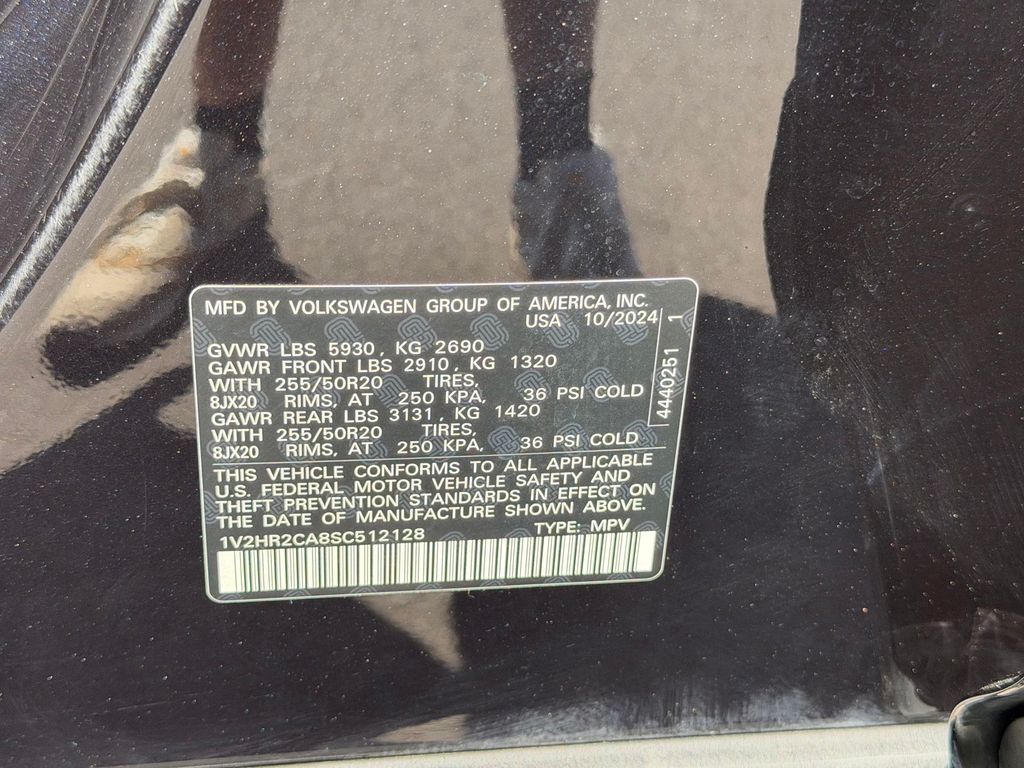 MFD BY VOLKSWAGEN GROUP OF AMERICA, INC.
USA 10/2024
GVWR LBS 5930, KG 2690
GAWR FRONT LBS 2910, KG 1320
WITH 255/50R20 TIRES,
8JX20 RIMS, AT 250 KPA, 36 PSI COLD
GAWR REAR LBS 3131, KG 1420
WITH 255/50R20 TIRES,
8JX20 RIMS, AT 250 KPA, 36 PSI COLD
4440251 1
THIS VEHICLE CONFORMS TO ALL APPLICABLE
U.S. FEDERAL MOTOR VEHICLE SAFETY AND
THEFT PREVENTION STANDARDS IN EFFECT ON
THE DATE OF MANUFACTURE SHOWN ABOVE.
1V2HR2CA8SC512128 TYPE: MPV